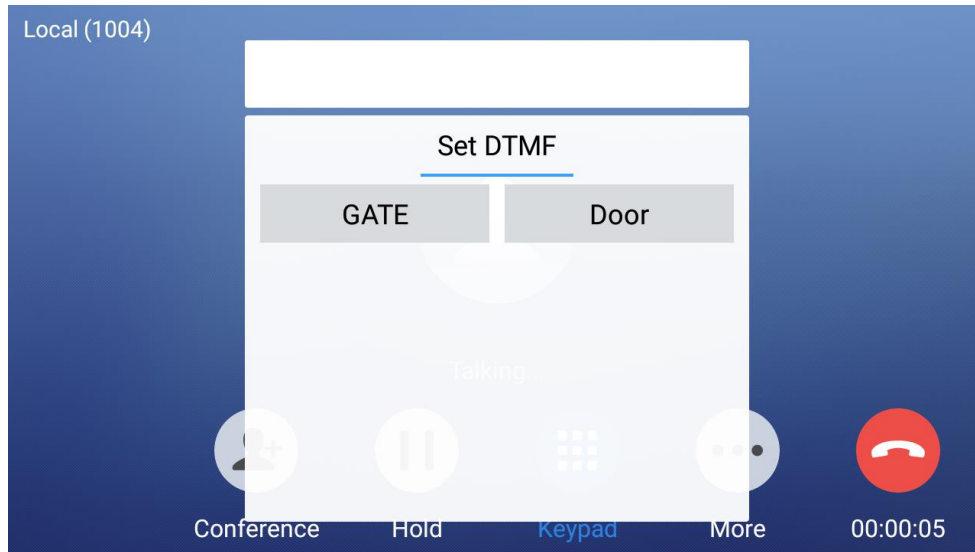 Local (1004)
Set DTMF
GATE Door
Talking...
Conference Hold Keypad More 00:00:05